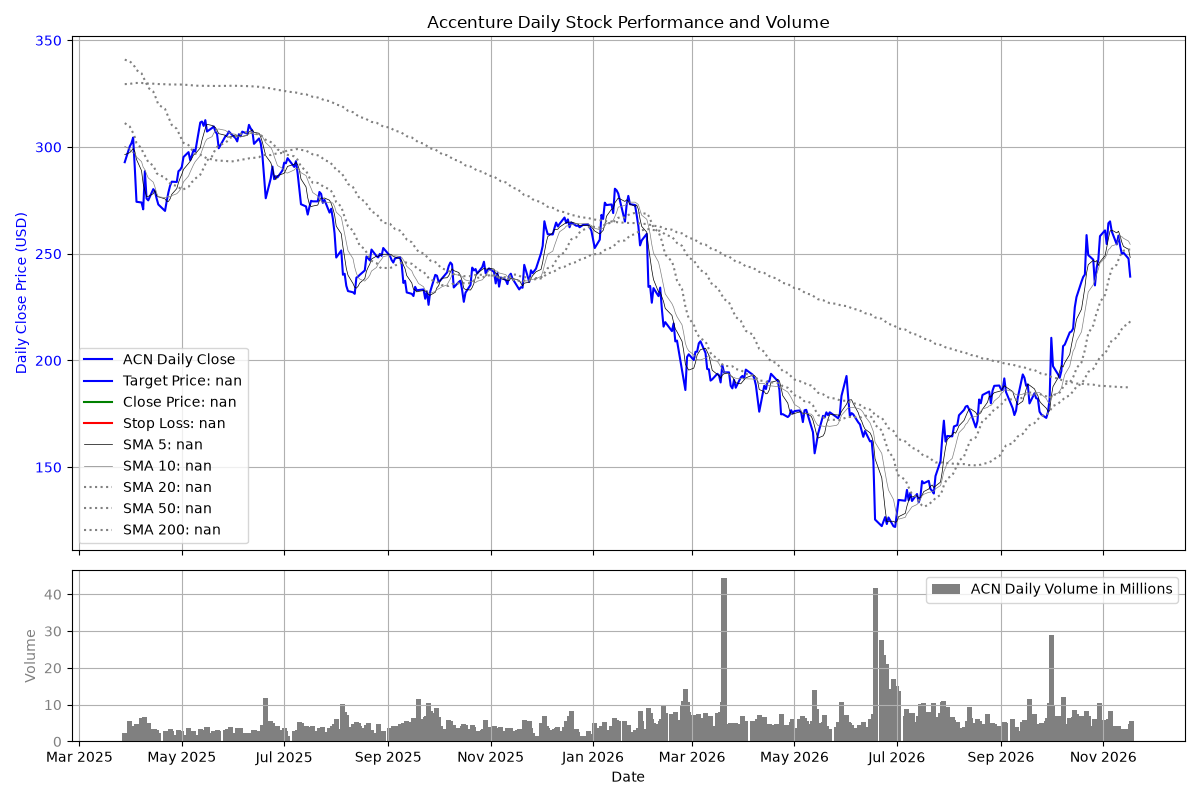 Accenture Daily Stock Performance and Volume
350
300
250
200
150
Daily Close Price (USD)
ACN Daily Close
Target Price: nan
Close Price: nan
Stop Loss: nan
SMA 5: nan
SMA 10: nan
SMA 20: nan
SMA 50: nan
SMA 200: nan
40
30
20
10
0
Volume
ACN Daily Volume in Millions
Mar 2025 May 2025 Jul 2025 Sep 2025 Nov 2025 Jan 2026 Mar 2026 May 2026 Jul 2026 Sep 2026 Nov 2026
Date